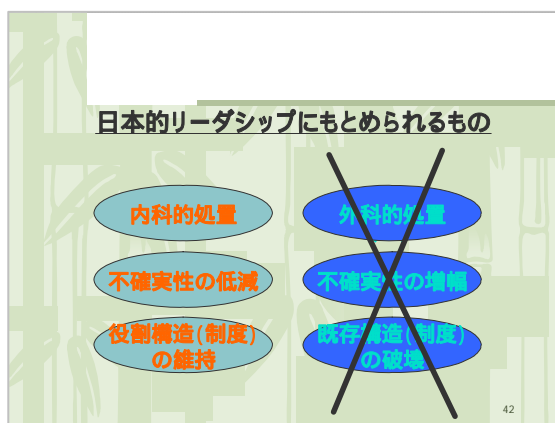 日本的リーダシップにもとめられるもの
内科的処置
外科的処置
不確実性の低減
不確実性の増幅
役割構造(制度)
の維持
既存構造(制度)
の破壊
42